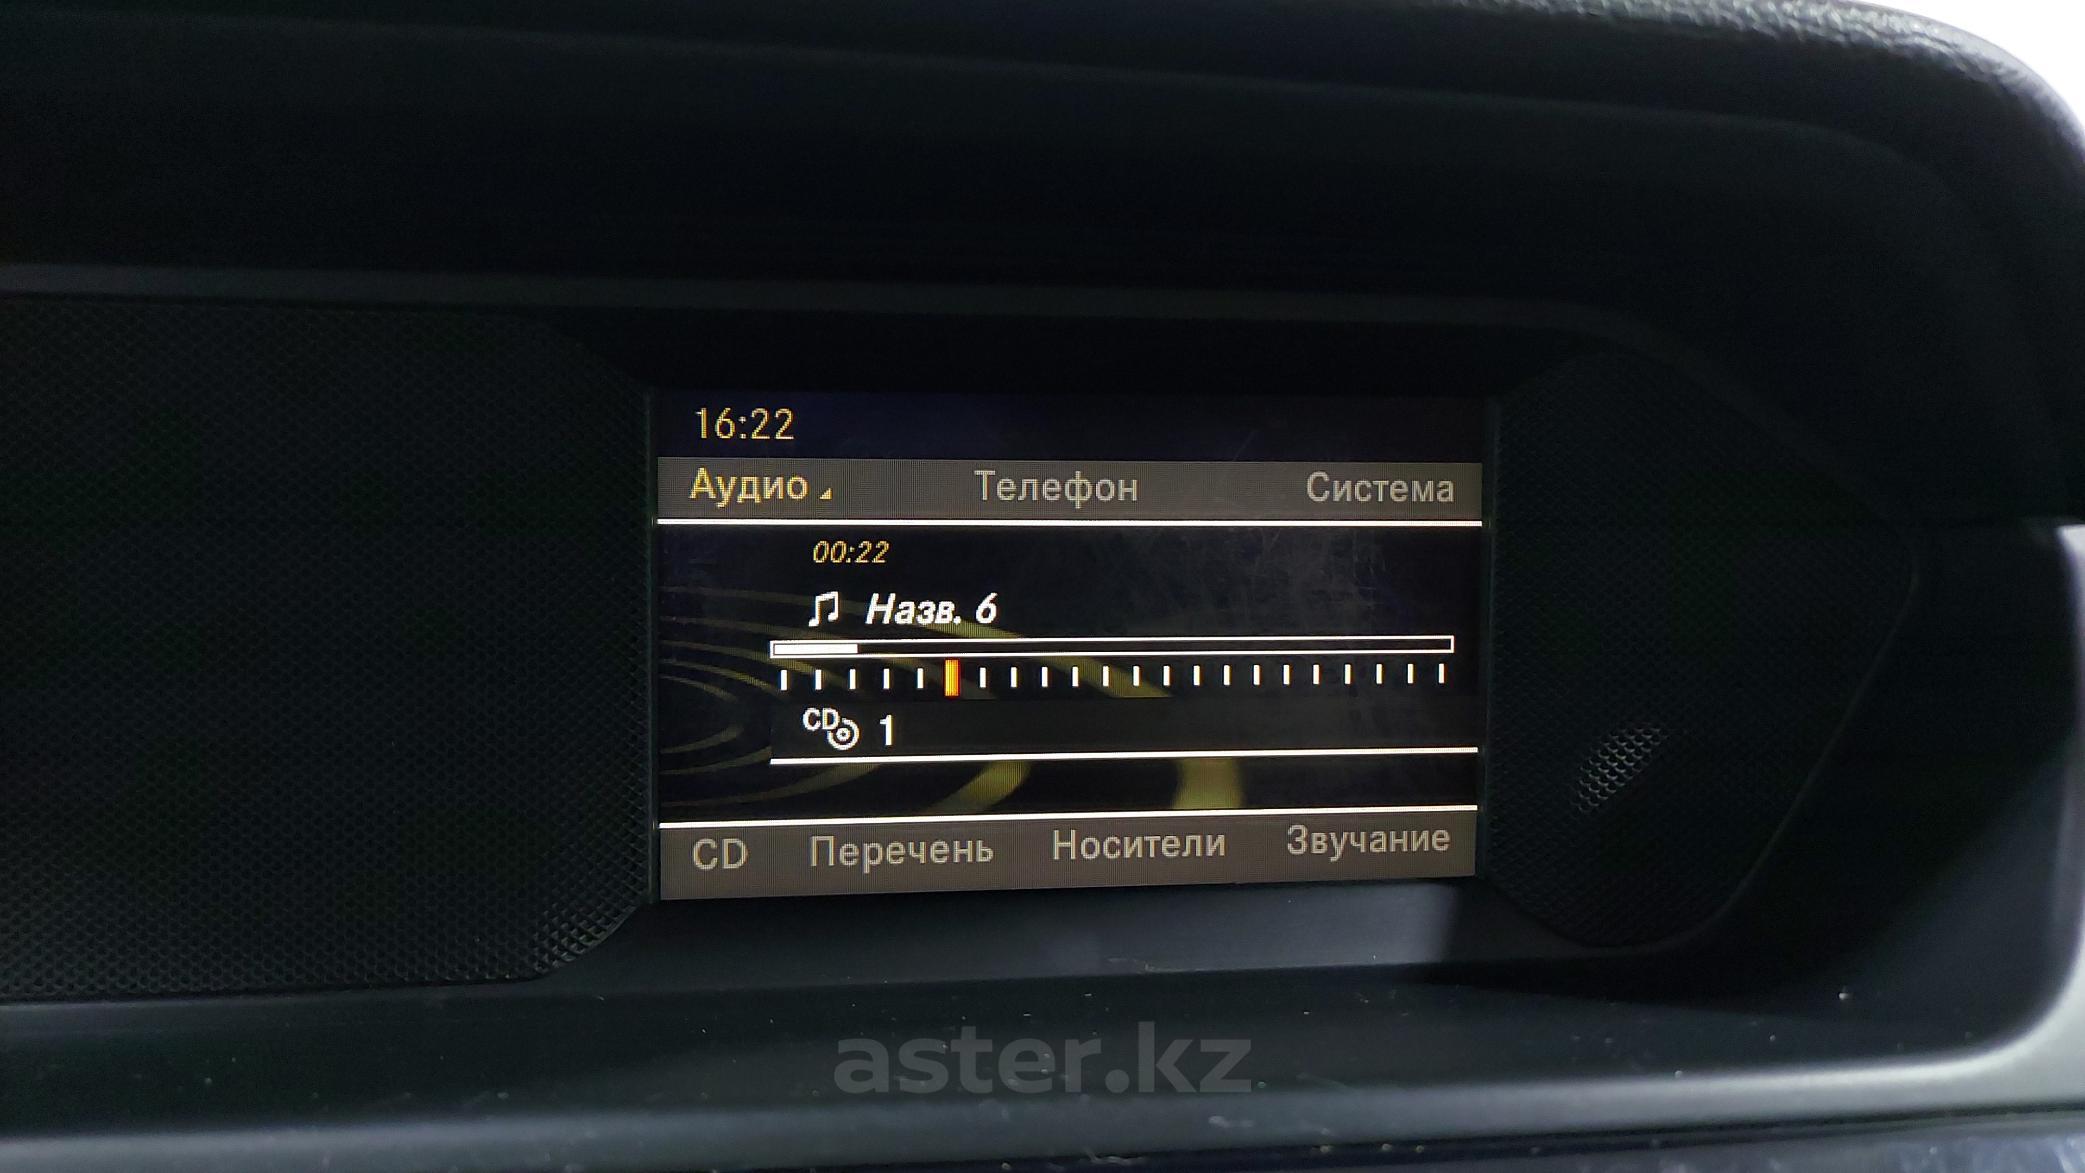 16:22
Аудио Телефон Система
00:22
Назв. 6
CD 1
CD Перечень Носители Звучание
aster.kz